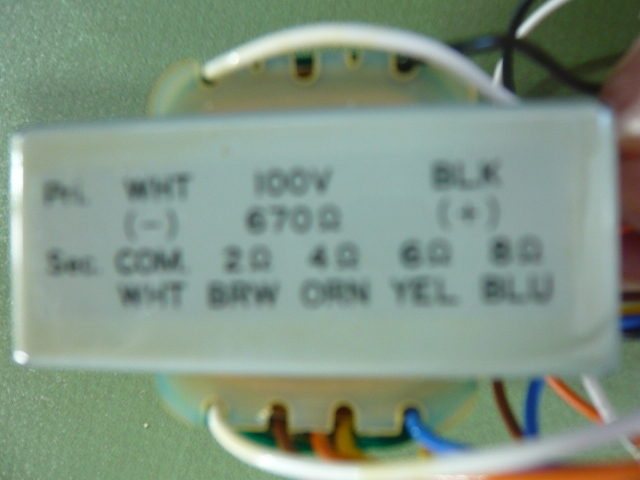 Pri. WHT 100V BLK
(-) 670Ω (+)
Sec. COM. 2Ω 4Ω 6Ω 8Ω
WHT BRW ORN YEL BLU